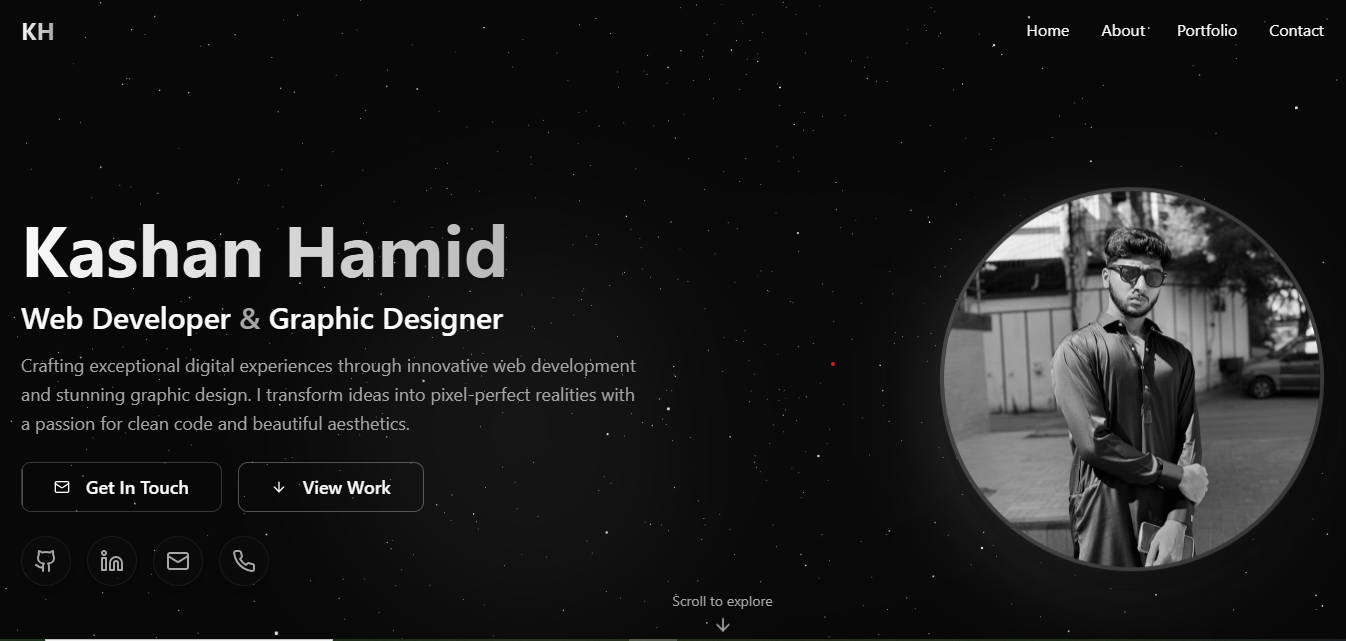 KH
Home
About
Portfolio
Contact
Kashan Hamid
Web Developer & Graphic Designer
Crafting exceptional digital experiences through innovative web development
and stunning graphic design. I transform ideas into pixel-perfect realities with
a passion for clean code and beautiful aesthetics.
Get In Touch
View Work
in
Scroll to explore